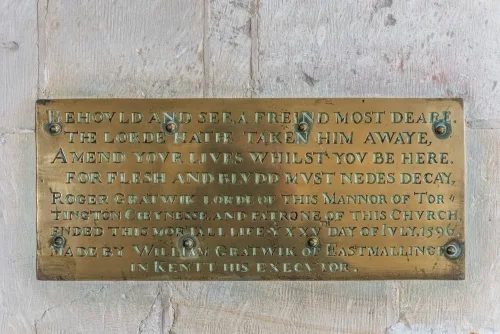 BEHOVLD AND SEE A FREIND MOST DEARE,
THE LORDE HATH TAKEN HIM AWAYE,
AMEND YOVR LIVES WHILST YOV BE HERE.
FOR FLESH AND BLVDD MVST NEDES DECAY.
ROGER GRATWIK LORDE OF THIS MANNOR OF TOR=
TINGTON AND PATRONE OF THIS CHVRCH,
ENDED THIS MORTALL LIFE Y XXV DAY OF IVLY, 1596
MADE BY WILLIAM GRATWIK OF EASTMALLINGE
IN KENTT HIS EXECVTOR.